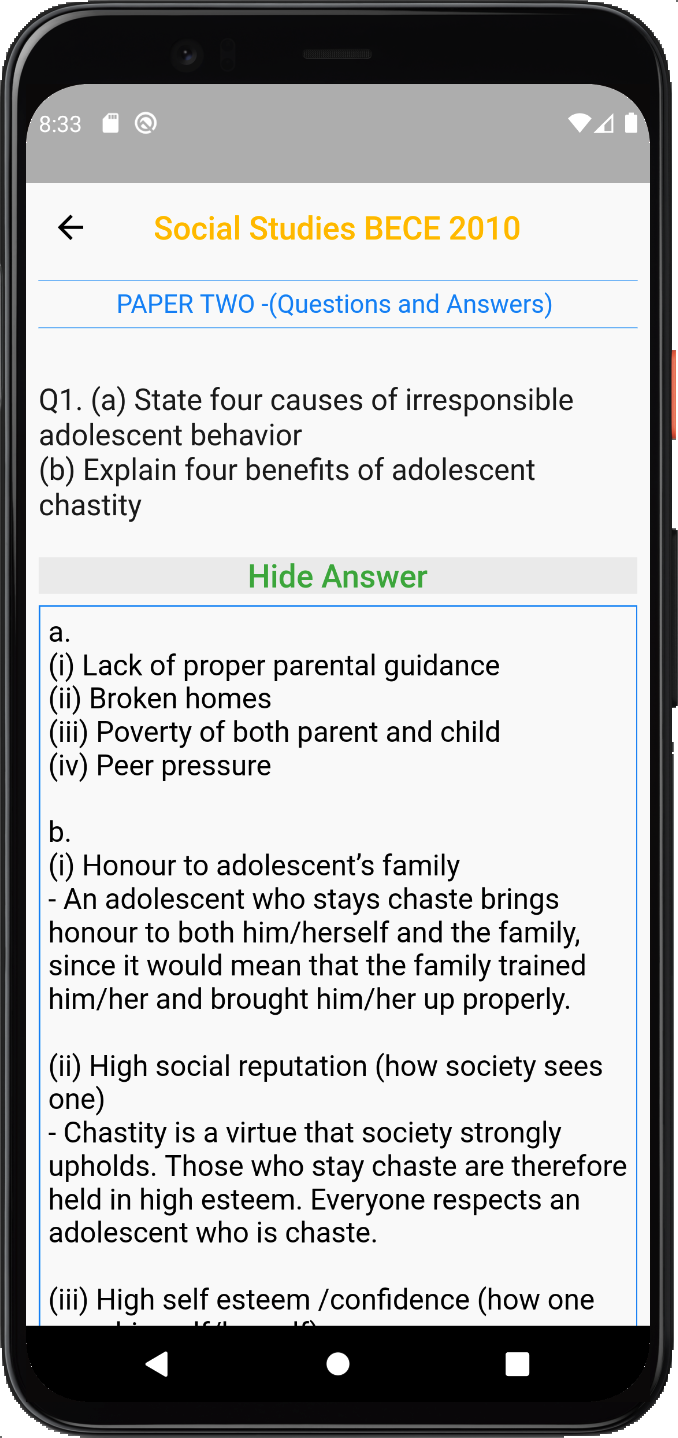 8:33
Social Studies BECE 2010
PAPER TWO -(Questions and Answers)
Q1. (a) State four causes of irresponsible
adolescent behavior
(b) Explain four benefits of adolescent
chastity
Hide Answer
a.
(i) Lack of proper parental guidance
(ii) Broken homes
(iii) Poverty of both parent and child
(iv) Peer pressure
b.
(i) Honour to adolescent’s family
- An adolescent who stays chaste brings
honour to both him/herself and the family,
since it would mean that the family trained
him/her and brought him/her up properly.
(ii) High social reputation (how society sees
one)
- Chastity is a virtue that society strongly
upholds. Those who stay chaste are therefore
held in high esteem. Everyone respects an
adolescent who is chaste.
(iii) High self esteem /confidence (how one